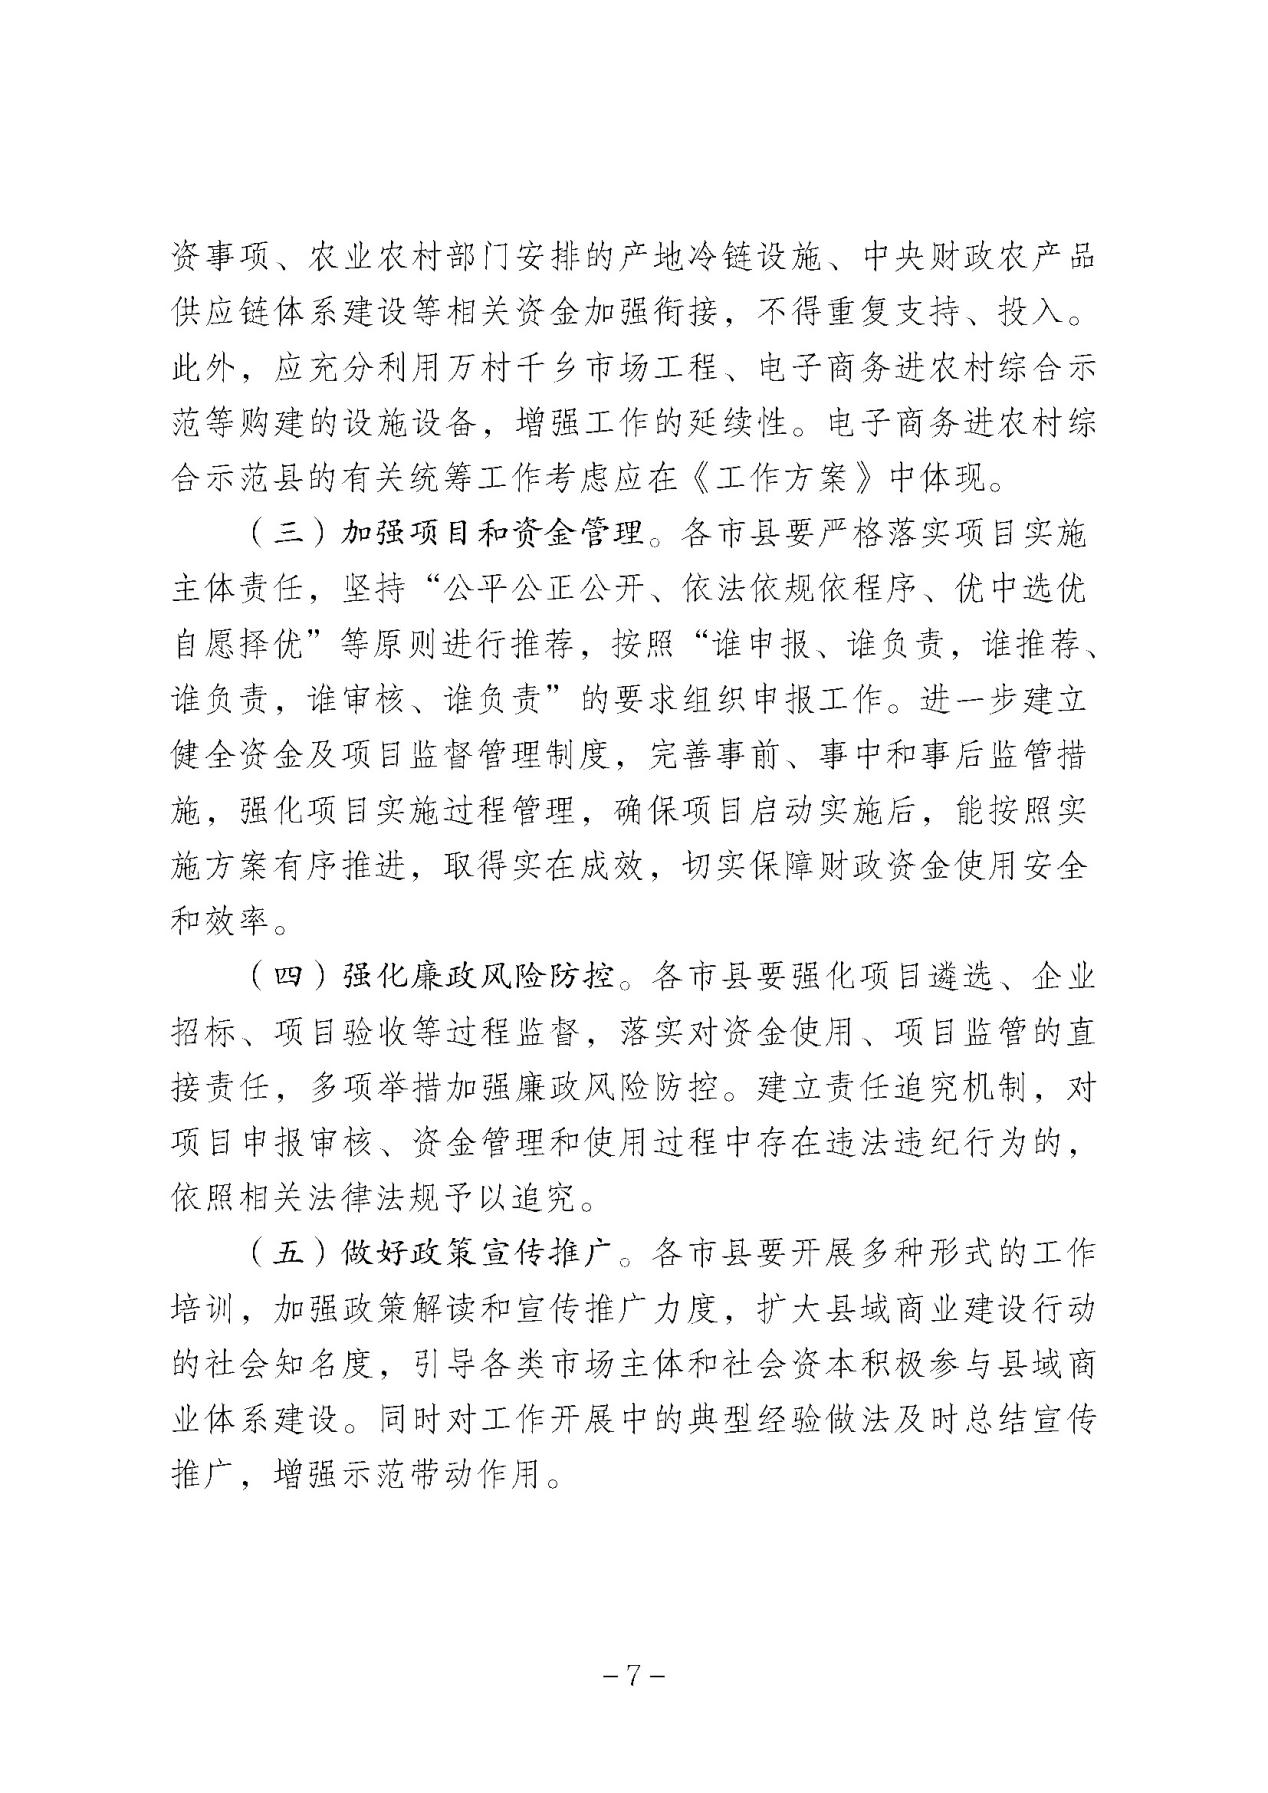 资事项、农业农村部门安排的产地冷链设施、中央财政农产品
供应链体系建设等相关资金加强衔接，不得重复支持、投入。
此外，应充分利用万村千乡市场工程、电子商务进农村综合示
范等购建的设施设备，增强工作的延续性。电子商务进农村综
合示范县的有关统筹工作考虑应在《工作方案》中体现。
（三）加强项目和资金管理。各市县要严格落实项目实施
主体责任，坚持“公平公正公开、依法依规依程序、优中选优
自愿择优”等原则进行推荐，按照“谁申报、谁负责，谁推荐、
谁负责，谁审核、谁负责”的要求组织申报工作。进一步建立
健全资金及项目监督管理制度，完善事前、事中和事后监管措
施，强化项目实施过程管理，确保项目启动实施后，能按照实
施方案有序推进，取得实在成效，切实保障财政资金使用安全
和效率。
（四）强化廉政风险防控。各市县要强化项目遴选、企业
招标、项目验收等过程监督，落实对资金使用、项目监管的直
接责任，多项举措加强廉政风险防控。建立责任追究机制，对
项目申报审核、资金管理和使用过程中存在违法违纪行为的，
依照相关法律法规予以追究。
（五）做好政策宣传推广。各市县要开展多种形式的工作
培训，加强政策解读和宣传推广力度，扩大县域商业建设行动
的社会知名度，引导各类市场主体和社会资本积极参与县域商
业体系建设。同时对工作开展中的典型经验做法及时总结宣传
推广，增强示范带动作用。
－7－